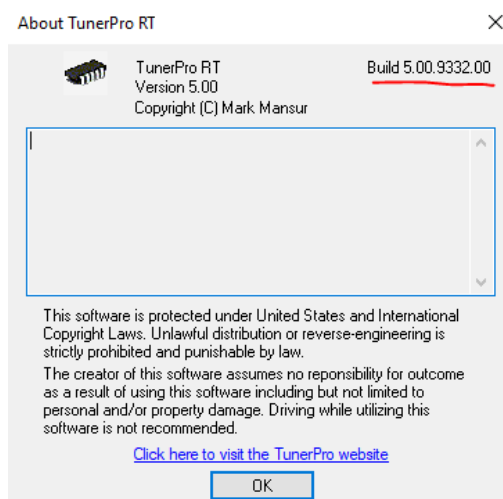 About TunerPro RT
TunerPro RT
Build 5.00.9332.00
Version 5.00
Copyright (C) Mark Mansur
This software is protected under United States and International
Copyright Laws. Unlawful distribution or reverse-engineering is
strictly prohibited and punishable by law.
The creator of this software assumes no reponsibility for outcome
as a result of using this software including but not limited to
personal and/or property damage. Driving while utilizing this
software is not recommended.
Click here to visit the TunerPro website
OK